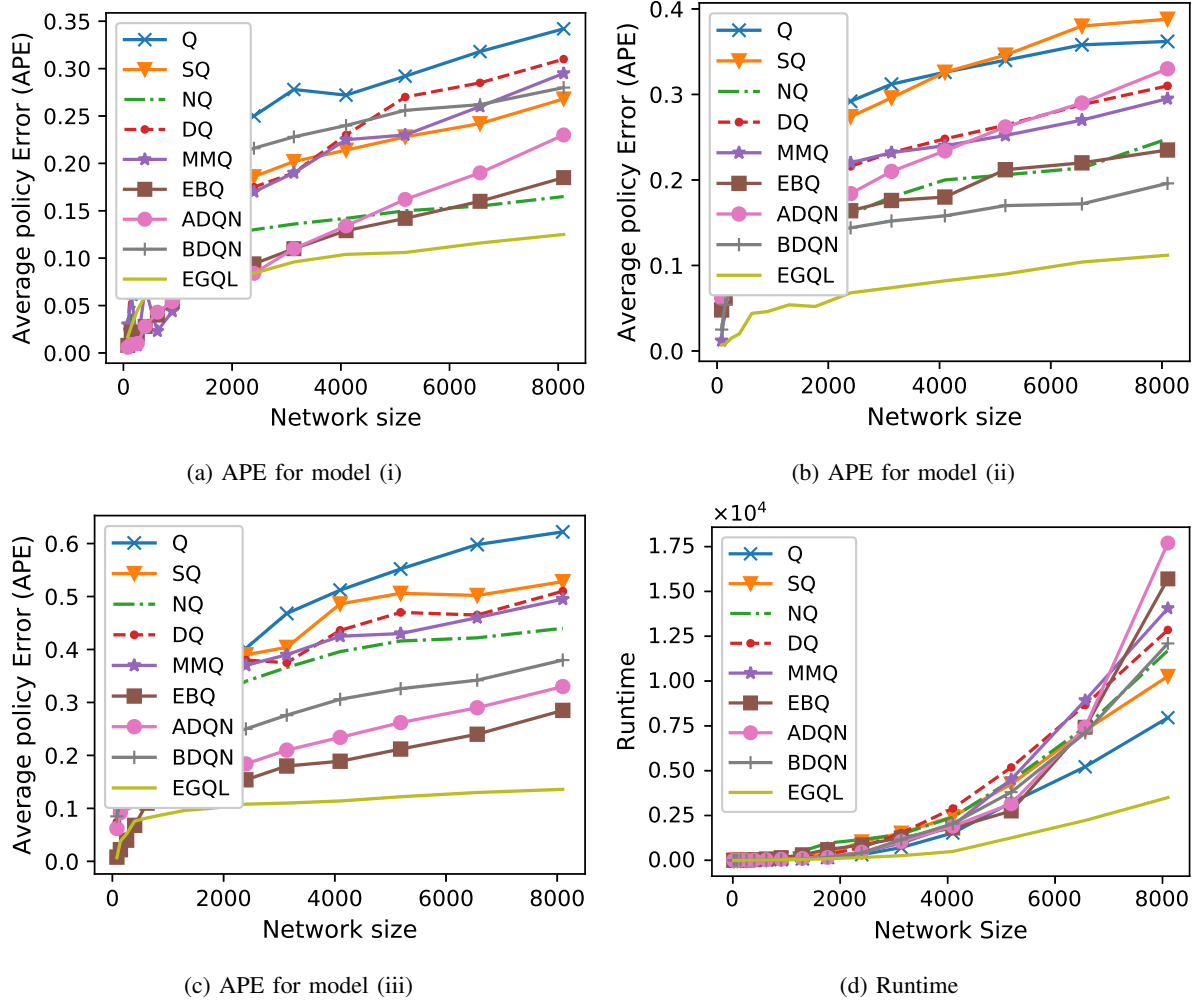 Average policy Error (APE)
0.35
0.30
0.25
0.20
0.15
0.10
0.05
0.00
Q
SQ
NQ
DQ
MMQ
EBQ
ADQN
BDQN
EGQL
0 2000 4000 6000 8000
Network size
(a) APE for model (i)
Average policy Error (APE)
0.4
0.3
0.2
0.1
0.0
Q
SQ
NQ
DQ
MMQ
EBQ
ADQN
BDQN
EGQL
0 2000 4000 6000 8000
Network size
(b) APE for model (ii)
Average policy Error (APE)
0.6
0.5
0.4
0.3
0.2
0.1
0.0
Q
SQ
NQ
DQ
MMQ
EBQ
ADQN
BDQN
EGQL
0 2000 4000 6000 8000
Network size
(c) APE for model (iii)
×10⁴
Runtime
1.75
1.50
1.25
1.00
0.75
0.50
0.25
0.00
Q
SQ
NQ
DQ
MMQ
EBQ
ADQN
BDQN
EGQL
0 2000 4000 6000 8000
Network Size
(d) Runtime